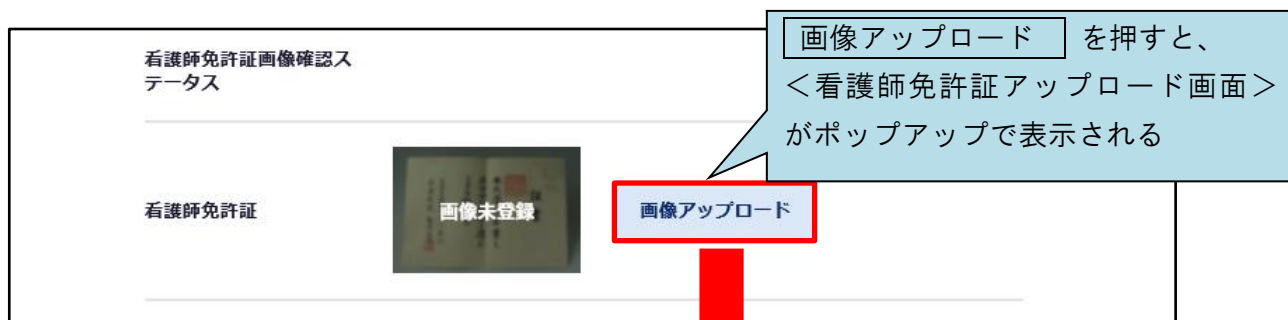 看護師免許証画像確認ス
テータス
画像アップロード を押すと、
＜看護師免許証アップロード画面＞
がポップアップで表示される
看護師免許証
画像未登録
画像アップロード